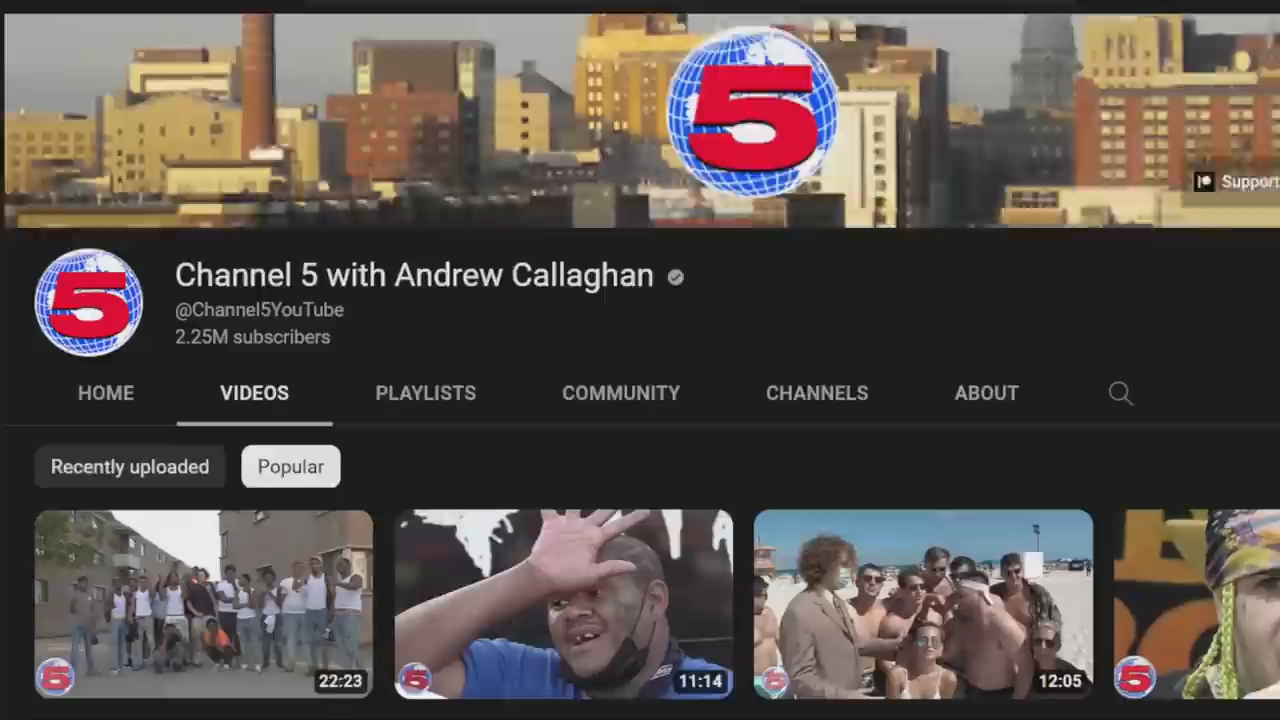 5
Support
5
Channel 5 with Andrew Callaghan
@Channel5YouTube
2.25M subscribers
HOME VIDEOS PLAYLISTS COMMUNITY CHANNELS ABOUT
Recently uploaded Popular
5 22:23
5 11:14
5 12:05
5